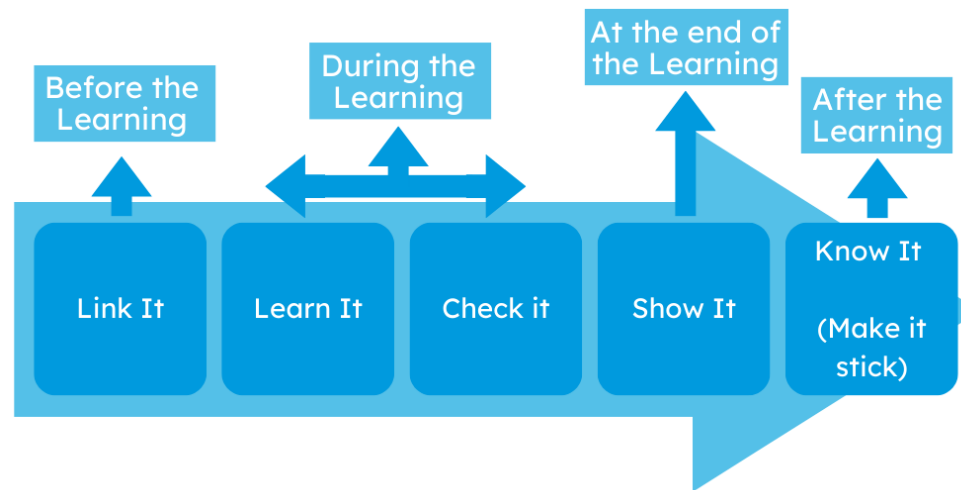 Before the
Learning
During the
Learning
At the end of
the Learning
After the
Learning
Link It
Learn It
Check it
Show It
Know It
(Make it
stick)